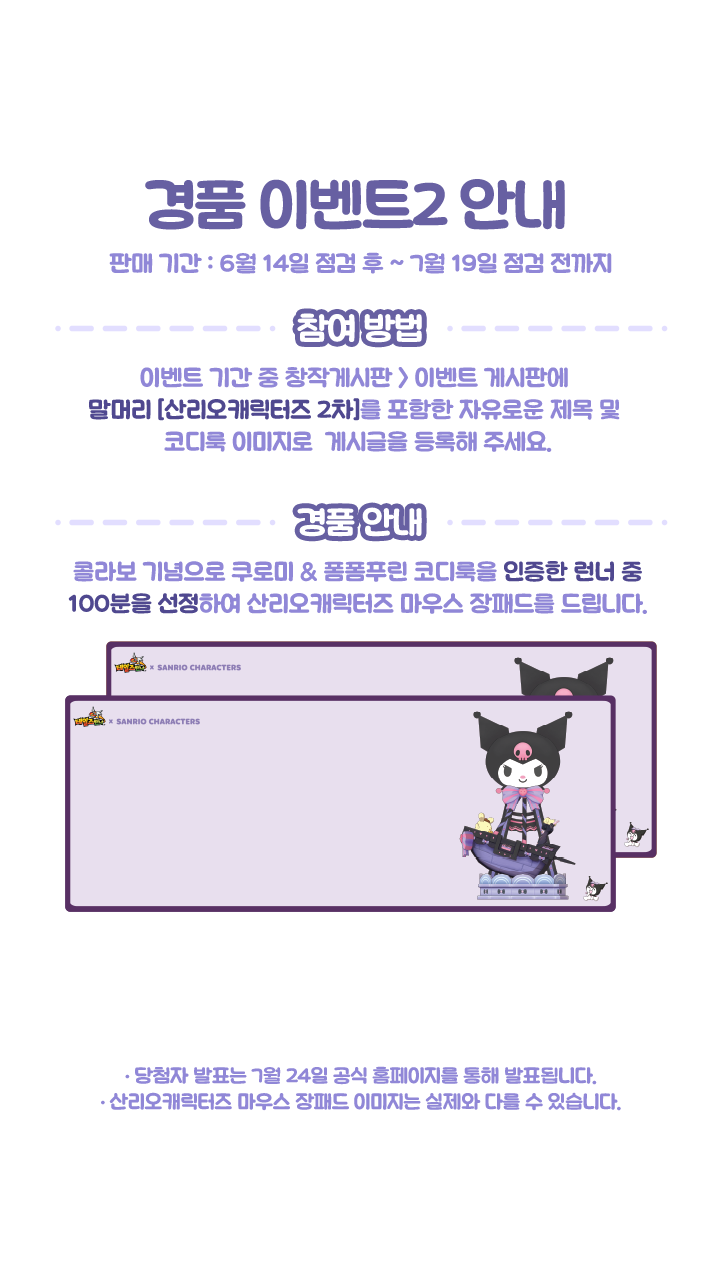 경품 이벤트2 안내
판매 기간 : 6월 14일 점검 후 ~ 7월 19일 점검 전까지
참여 방법
이벤트 기간 중 창작게시판 > 이벤트 게시판에
말머리 [산리오캐릭터즈 2차]를 포함한 자유로운 제목 및
코디룩 이미지로 게시글을 등록해 주세요.
경품 안내
콜라보 기념으로 쿠로미 & 폼폼푸린 코디룩을 인증한 런너 중
100분을 선정하여 산리오캐릭터즈 마우스 장패드를 드립니다.
테일즈런너 × SANRIO CHARACTERS
테일즈런너 × SANRIO CHARACTERS
· 당첨자 발표는 7월 24일 공식 홈페이지를 통해 발표됩니다.
· 산리오캐릭터즈 마우스 장패드 이미지는 실제와 다를 수 있습니다.